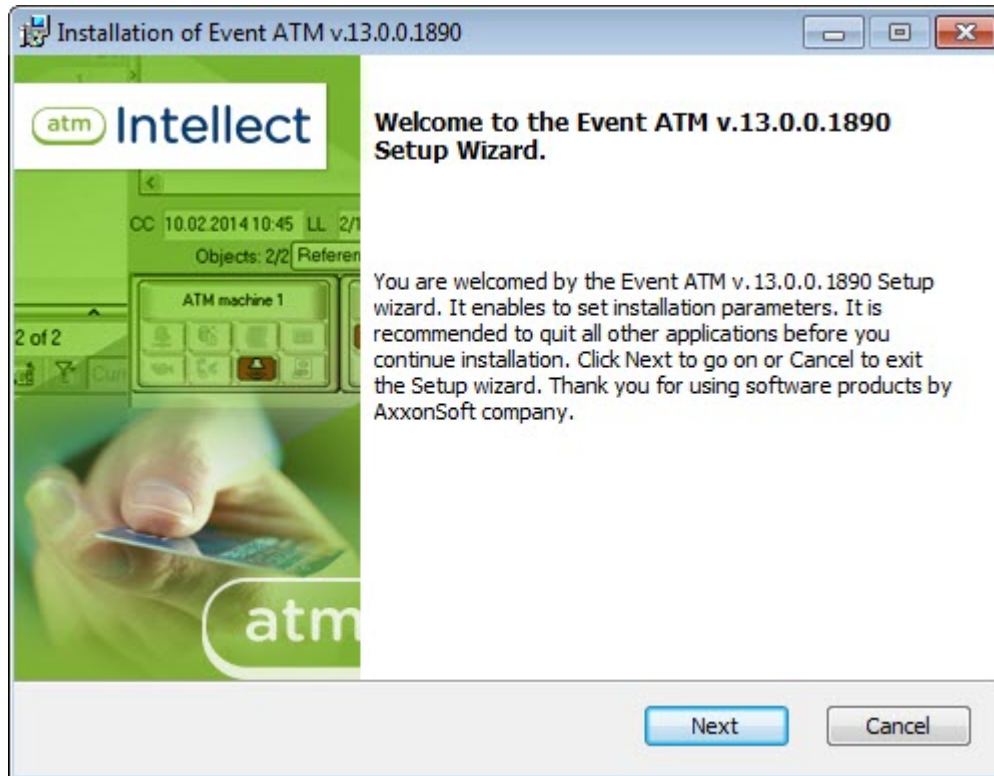 Installation of Event ATM v.13.0.0.1890
atm Intellect
CC 10.02.2014 10:45 LL 2/1
Objects: 2/2 Referen
ATM machine 1
2 of 2
Curr
atm
Welcome to the Event ATM v.13.0.0.1890
Setup Wizard.
You are welcomed by the Event ATM v.13.0.0.1890 Setup
wizard. It enables to set installation parameters. It is
recommended to quit all other applications before you
continue installation. Click Next to go on or Cancel to exit
the Setup wizard. Thank you for using software products by
AxxonSoft company.
Next
Cancel